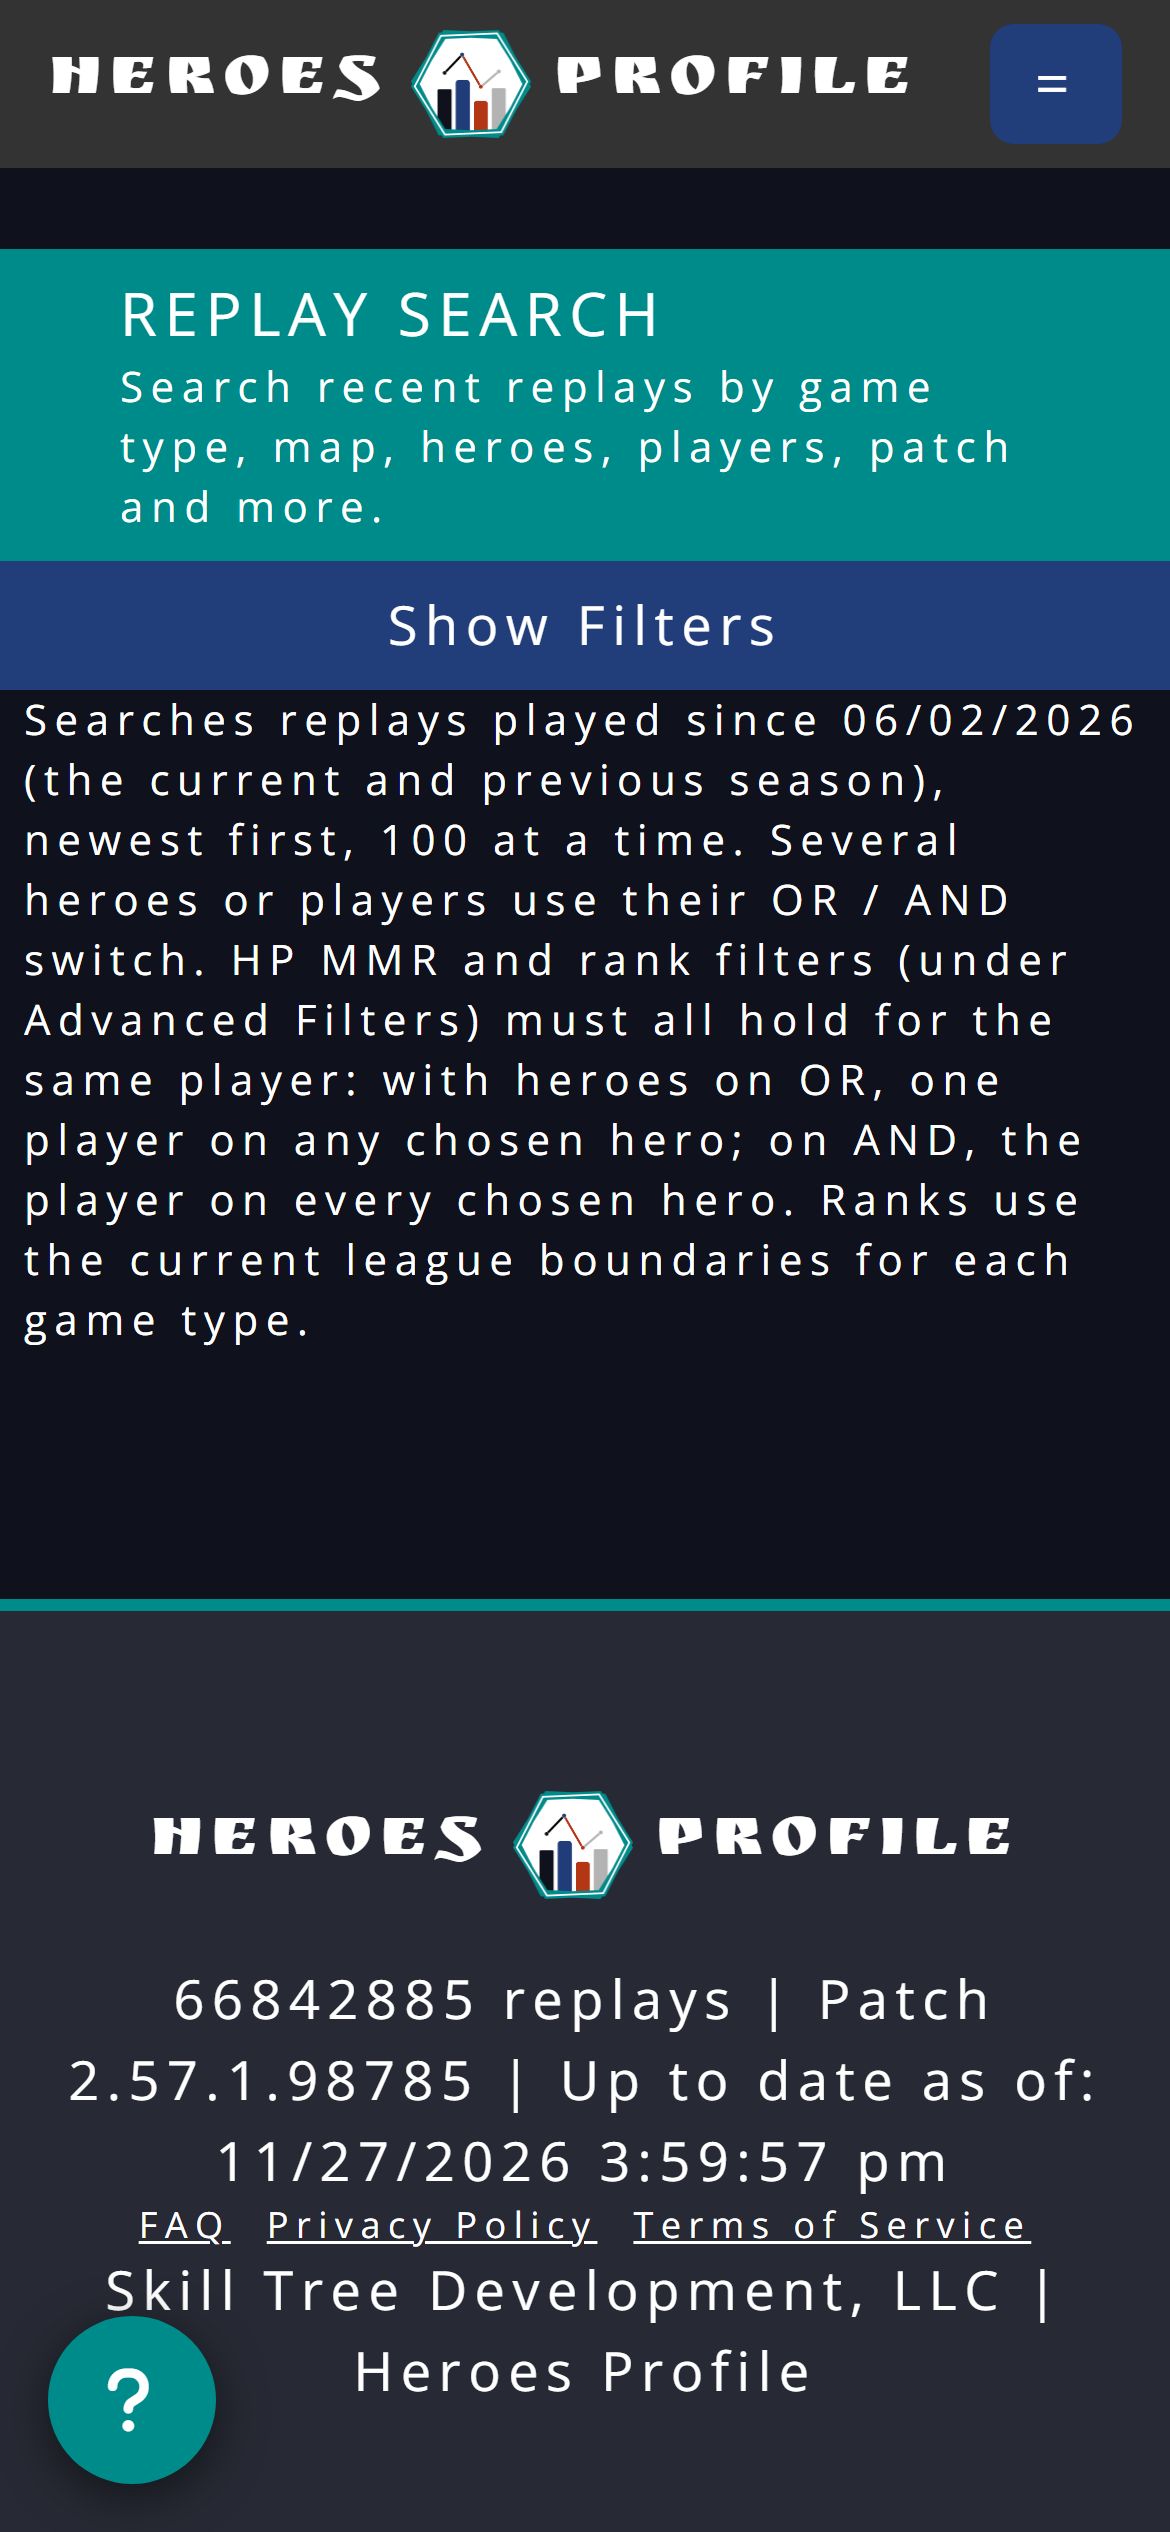 HEROES PROFILE
=
REPLAY SEARCH
Search recent replays by game
type, map, heroes, players, patch
and more.
Show Filters
Searches replays played since 06/02/2026
(the current and previous season),
newest first, 100 at a time. Several
heroes or players use their OR / AND
switch. HP MMR and rank filters (under
Advanced Filters) must all hold for the
same player: with heroes on OR, one
player on any chosen hero; on AND, the
player on every chosen hero. Ranks use
the current league boundaries for each
game type.
HEROES PROFILE
66842885 replays | Patch
2.57.1.98785 | Up to date as of:
11/27/2026 3:59:57 pm
FAQ Privacy Policy Terms of Service
Skill Tree Development, LLC |
Heroes Profile
?